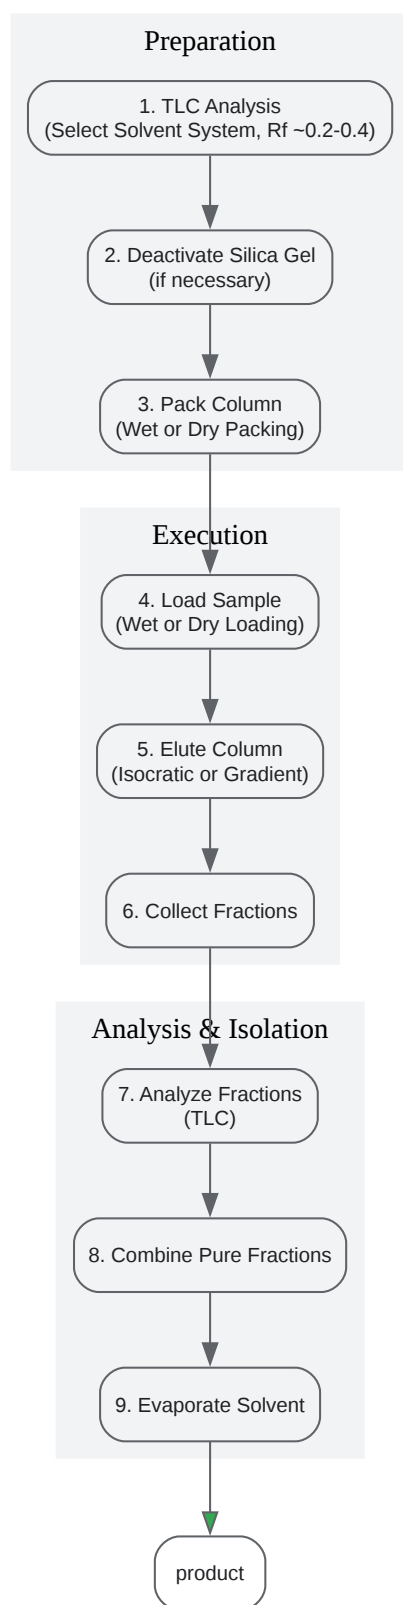 Preparation
1. TLC Analysis
(Select Solvent System, Rf ~0.2-0.4)
2. Deactivate Silica Gel
(if necessary)
3. Pack Column
(Wet or Dry Packing)
Execution
4. Load Sample
(Wet or Dry Loading)
5. Elute Column
(Isocratic or Gradient)
6. Collect Fractions
Analysis & Isolation
7. Analyze Fractions
(TLC)
8. Combine Pure Fractions
9. Evaporate Solvent
product